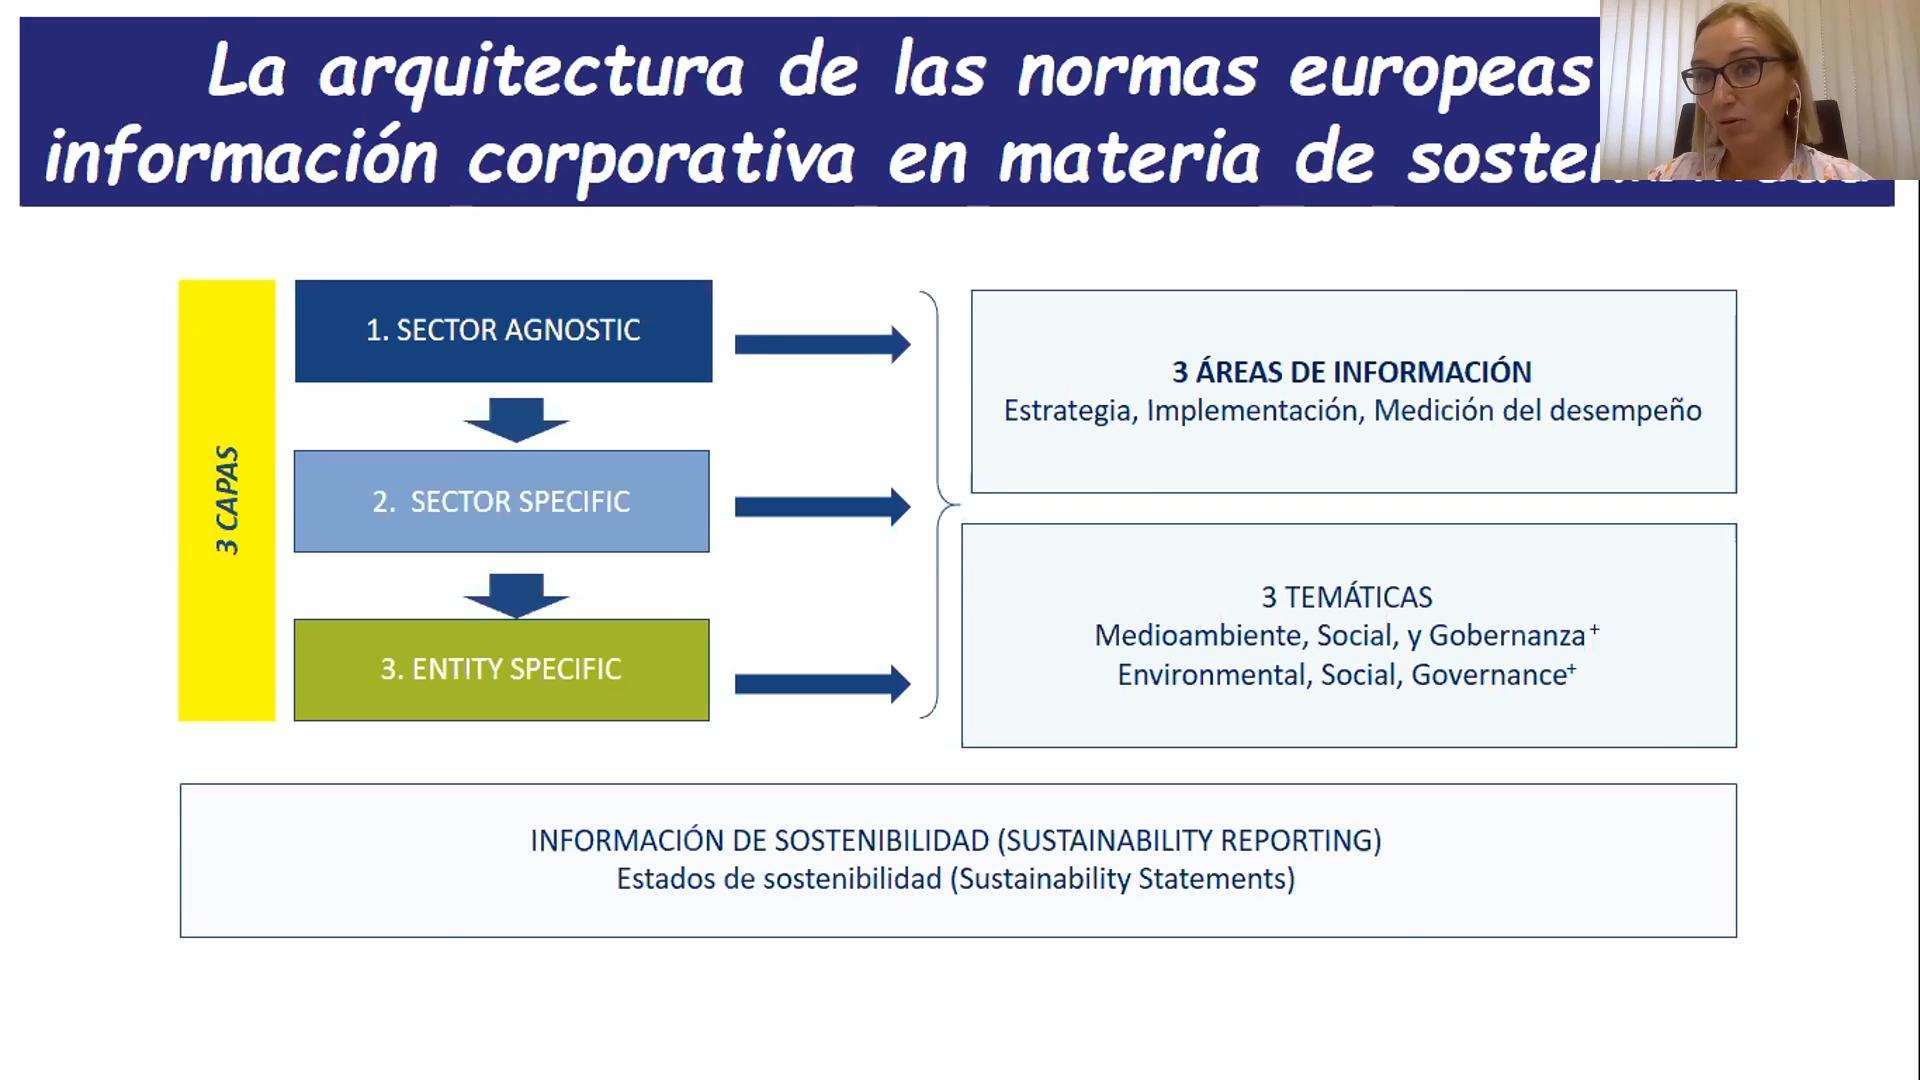 La arquitectura de las normas europeas
información corporativa en materia de
3 CAPAS
1. SECTOR AGNOSTIC
2. SECTOR SPECIFIC
3. ENTITY SPECIFIC
3 ÁREAS DE INFORMACIÓN
Estrategia, Implementación, Medición del desempeño
3 TEMÁTICAS
Medioambiente, Social, y Gobernanza⁺
Environmental, Social, Governance⁺
INFORMACIÓN DE SOSTENIBILIDAD (SUSTAINABILITY REPORTING)
Estados de sostenibilidad (Sustainability Statements)